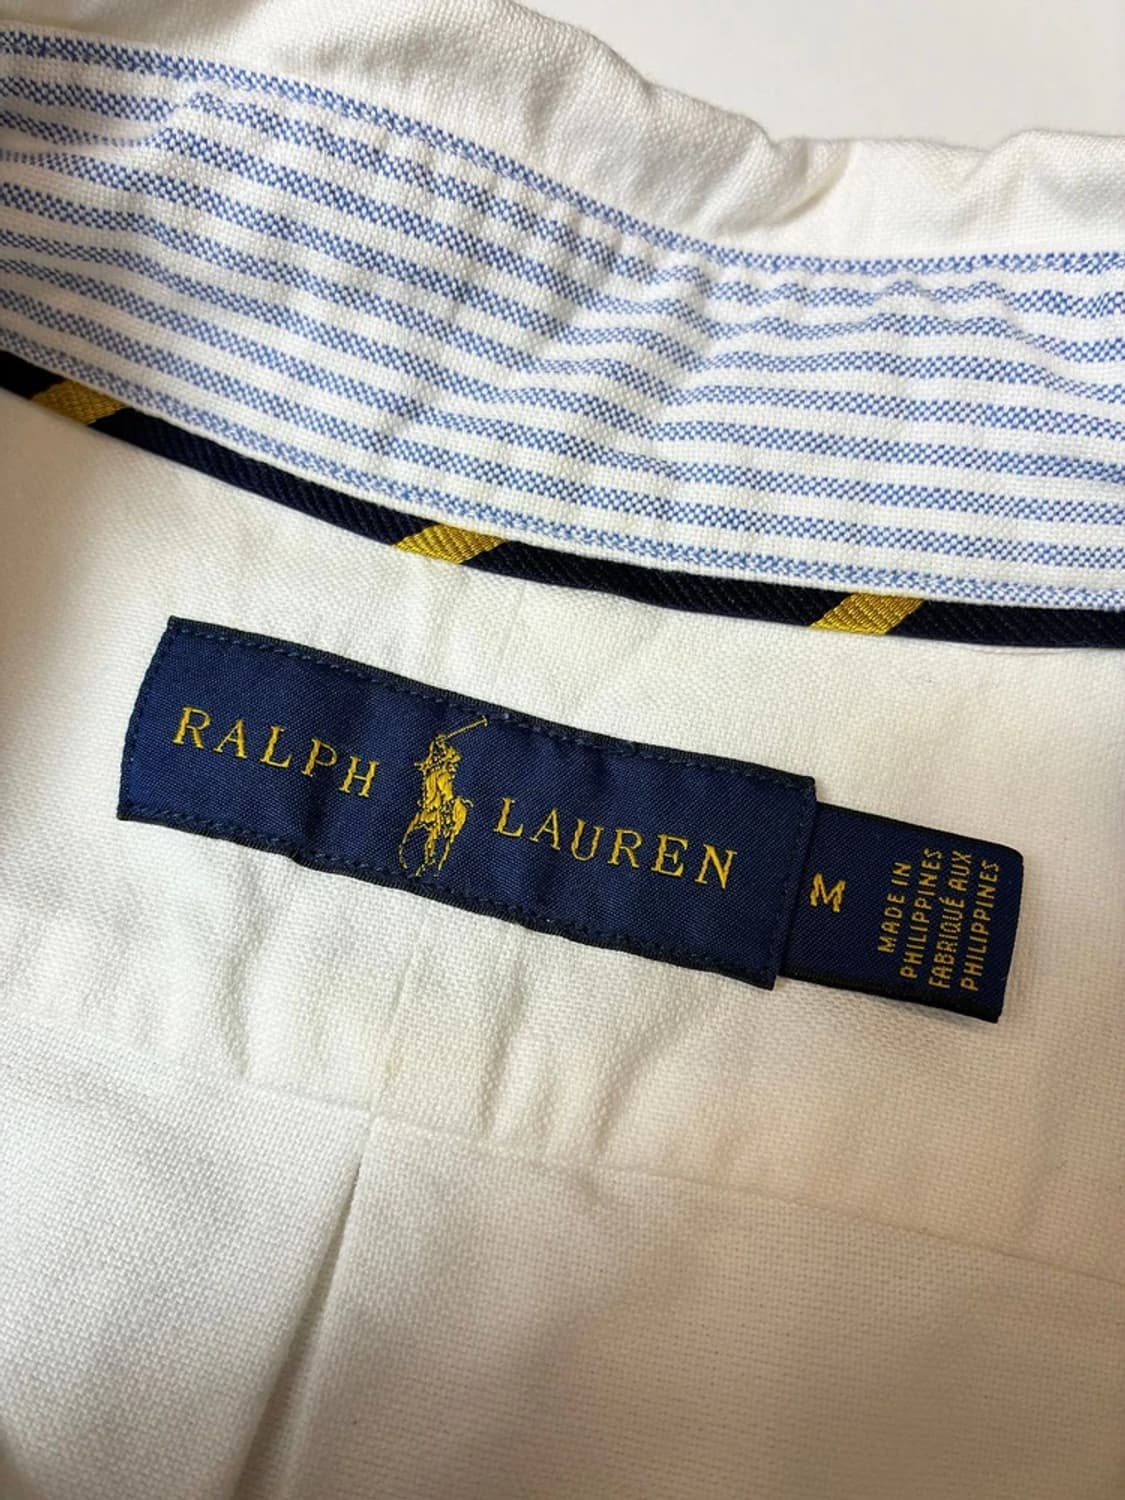 RALPH LAUREN
M
MADE IN
PHILIPPINES
FABRIQUÉ AUX
PHILIPPINES